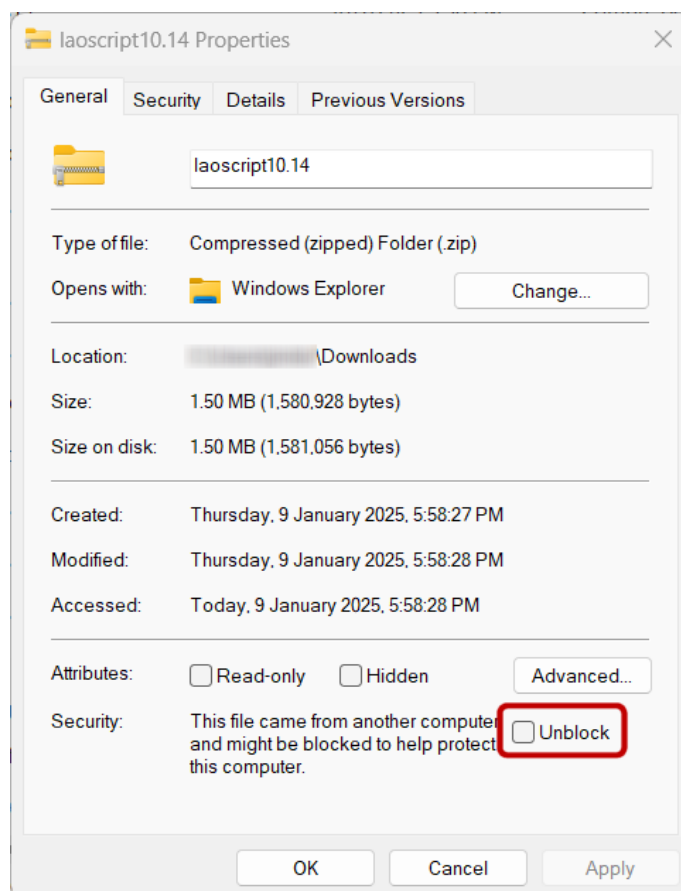 laoscript10.14 Properties
General Security Details Previous Versions
laoscript10.14
Type of file: Compressed (zipped) Folder (.zip)
Opens with: Windows Explorer Change...
Location: \Downloads
Size: 1.50 MB (1,580,928 bytes)
Size on disk: 1.50 MB (1,581,056 bytes)
Created: Thursday, 9 January 2025, 5:58:27 PM
Modified: Thursday, 9 January 2025, 5:58:28 PM
Accessed: Today, 9 January 2025, 5:58:28 PM
Attributes: Read-only Hidden Advanced...
Security: This file came from another computer
and might be blocked to help protect
this computer.
Unblock
OK Cancel Apply